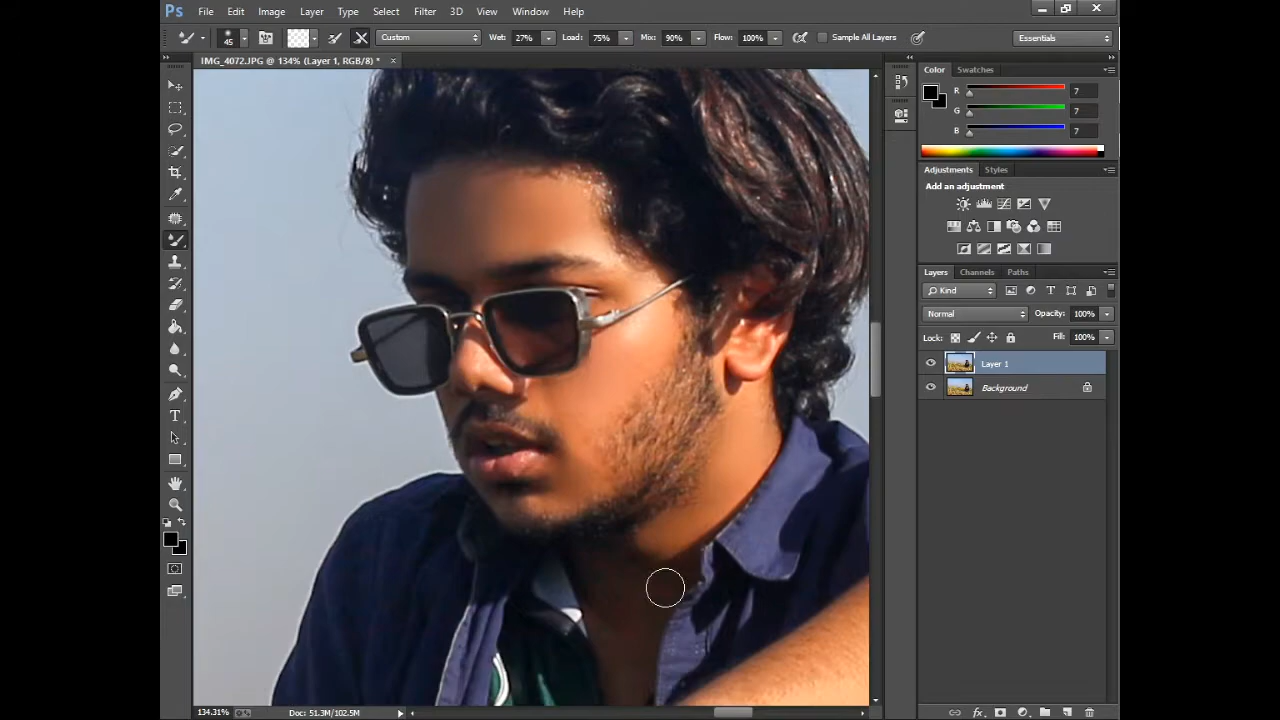 Ps File Edit Image Layer Type Select Filter 3D View Window Help
45 Custom Wet: 27% Load: 75% Mix: 90% Flow: 100% Sample All Layers Essentials
IMG_4072.JPG @ 134% (Layer 1, RGB/8) *
Color Swatches
R 7
G 7
B 7
Adjustments Styles
Add an adjustment
Layers Channels Paths
Kind
Normal Opacity: 100%
Lock: Fill: 100%
Layer 1
Background
134.31% Doc: 51.3M/102.5M